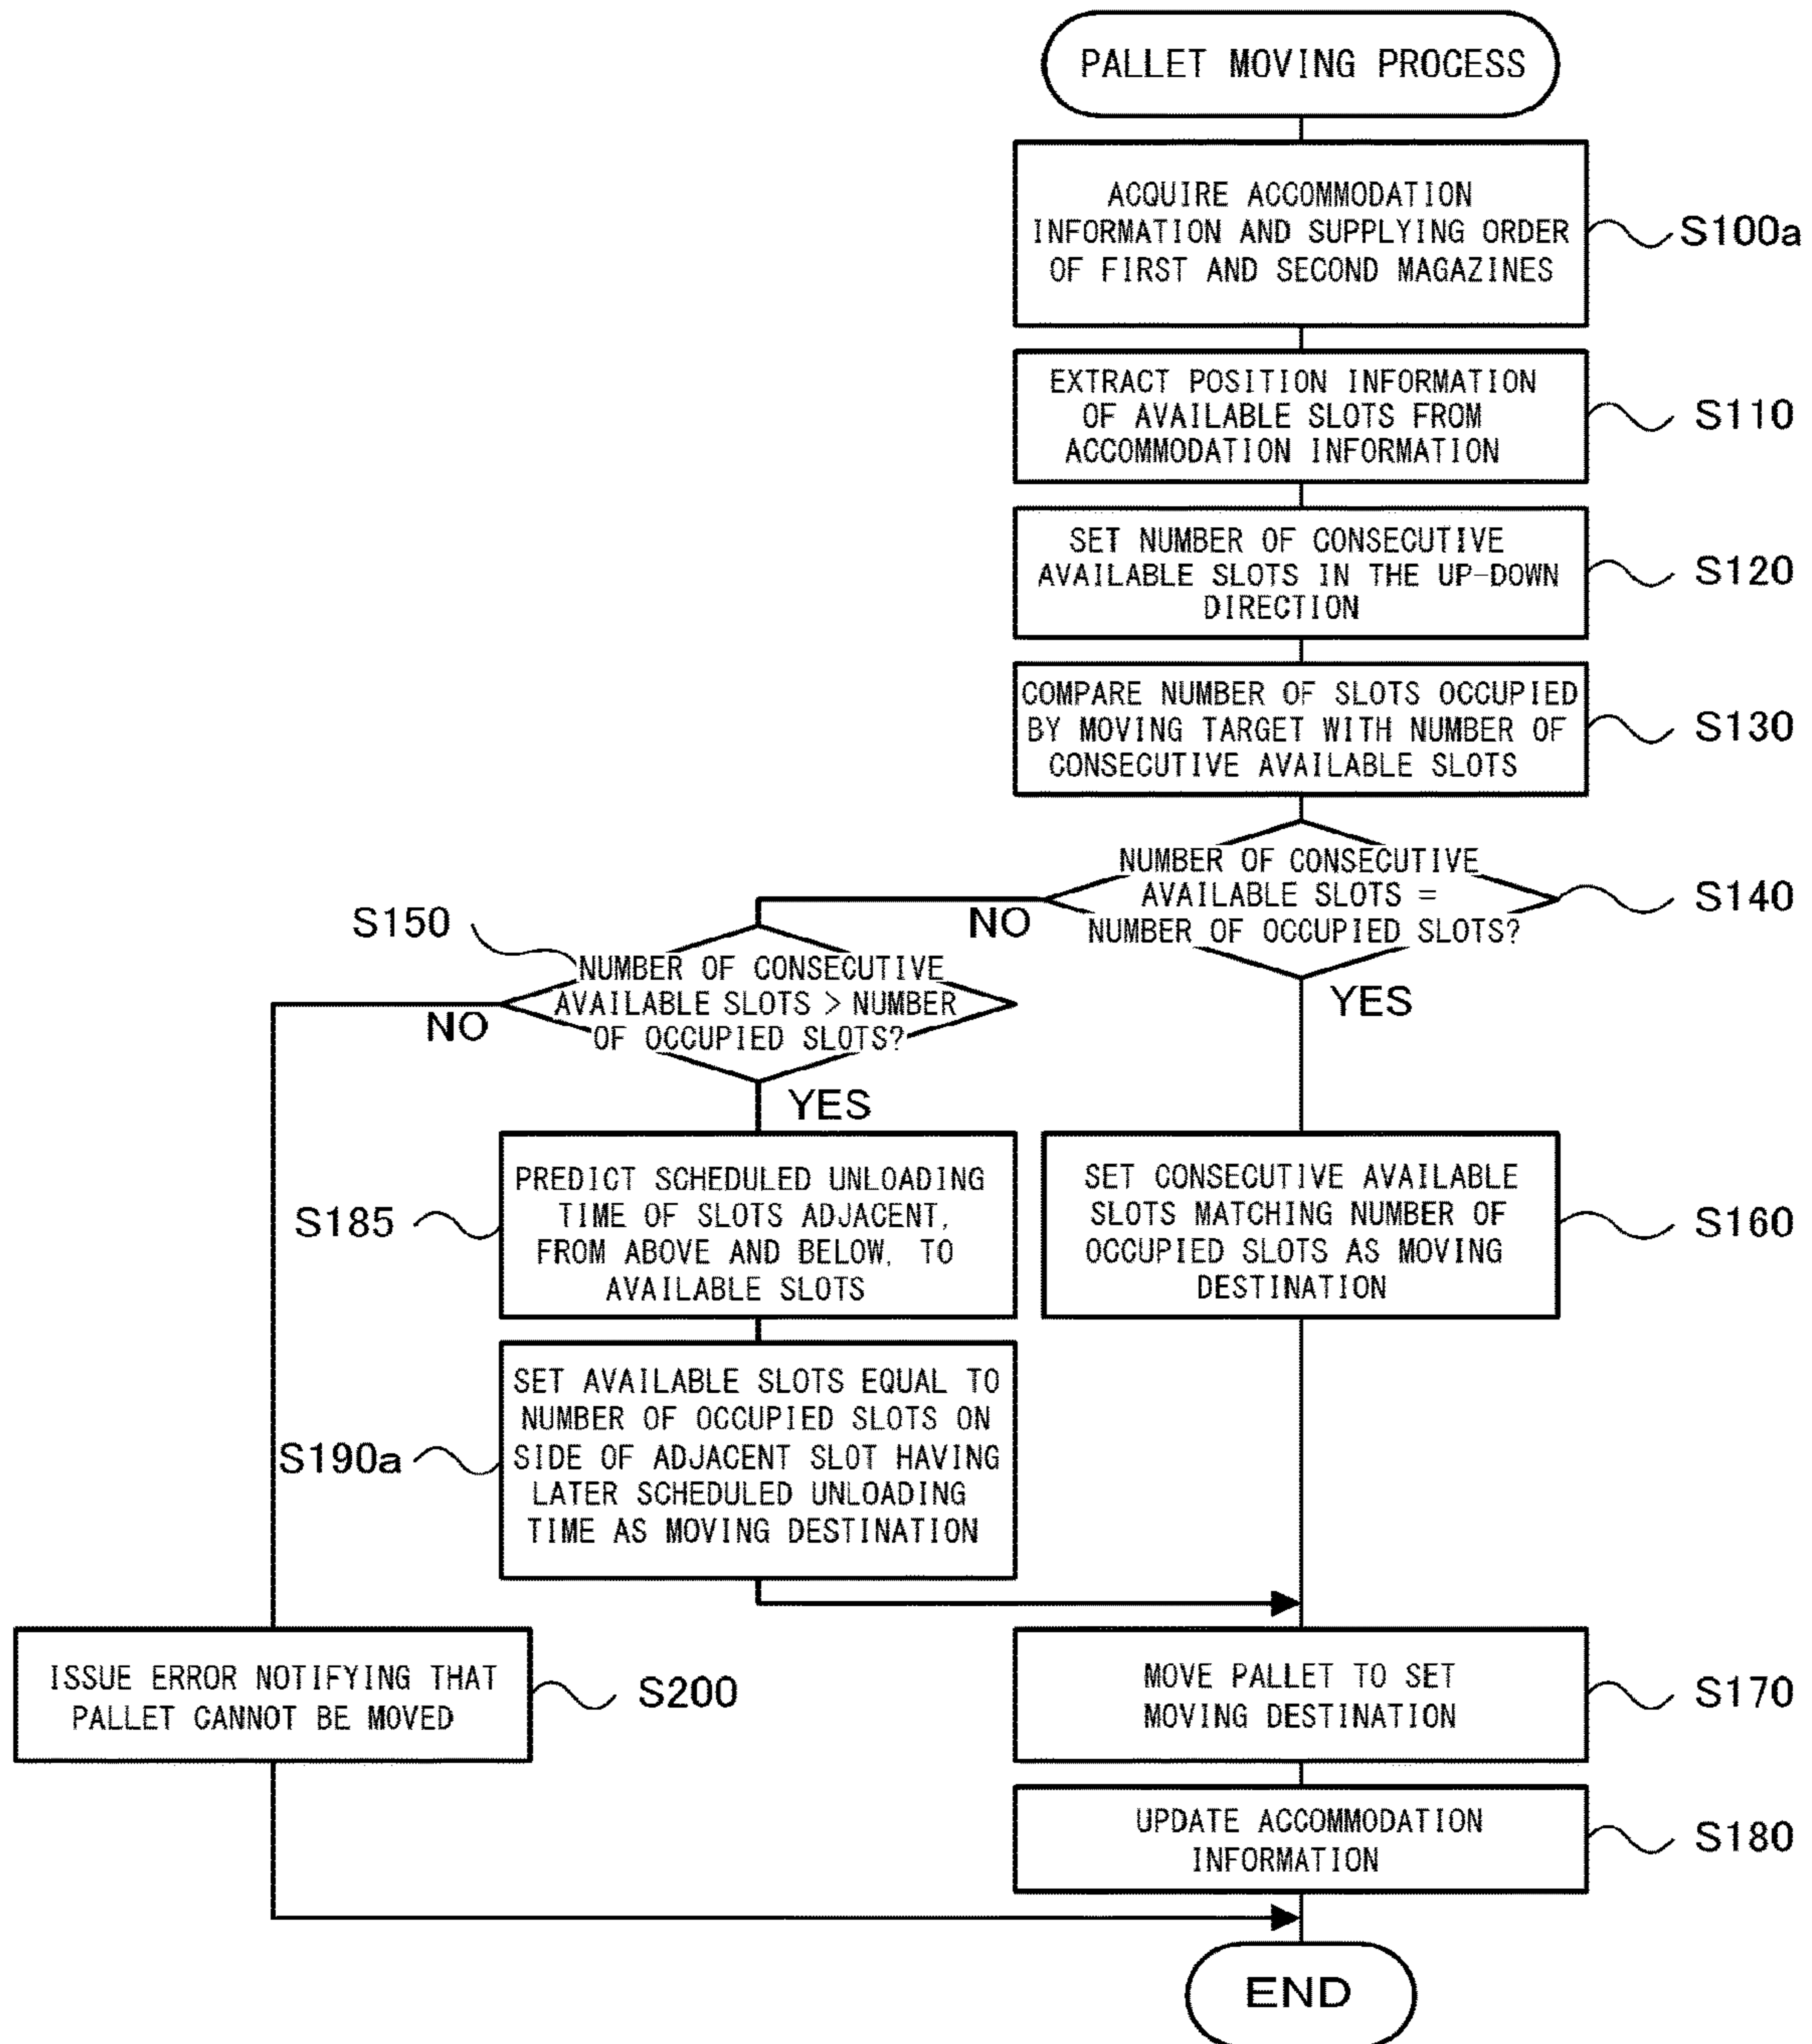 PALLET MOVING PROCESS
ACQUIRE ACCOMMODATION
INFORMATION AND SUPPLYING ORDER
OF FIRST AND SECOND MAGAZINES
S100a
EXTRACT POSITION INFORMATION
OF AVAILABLE SLOTS FROM
ACCOMMODATION INFORMATION
S110
SET NUMBER OF CONSECUTIVE
AVAILABLE SLOTS IN THE UP-DOWN
DIRECTION
S120
COMPARE NUMBER OF SLOTS OCCUPIED
BY MOVING TARGET WITH NUMBER OF
CONSECUTIVE AVAILABLE SLOTS
S130
NUMBER OF CONSECUTIVE
AVAILABLE SLOTS =
NUMBER OF OCCUPIED SLOTS?
S140
NO
YES
S150
NUMBER OF CONSECUTIVE
AVAILABLE SLOTS > NUMBER
OF OCCUPIED SLOTS?
NO
YES
PREDICT SCHEDULED UNLOADING
TIME OF SLOTS ADJACENT,
FROM ABOVE AND BELOW, TO
AVAILABLE SLOTS
S185
SET CONSECUTIVE AVAILABLE
SLOTS MATCHING NUMBER OF
OCCUPIED SLOTS AS MOVING
DESTINATION
S160
SET AVAILABLE SLOTS EQUAL TO
NUMBER OF OCCUPIED SLOTS ON
SIDE OF ADJACENT SLOT HAVING
LATER SCHEDULED UNLOADING
TIME AS MOVING DESTINATION
S190a
ISSUE ERROR NOTIFYING THAT
PALLET CANNOT BE MOVED
S200
MOVE PALLET TO SET
MOVING DESTINATION
S170
UPDATE ACCOMMODATION
INFORMATION
S180
END